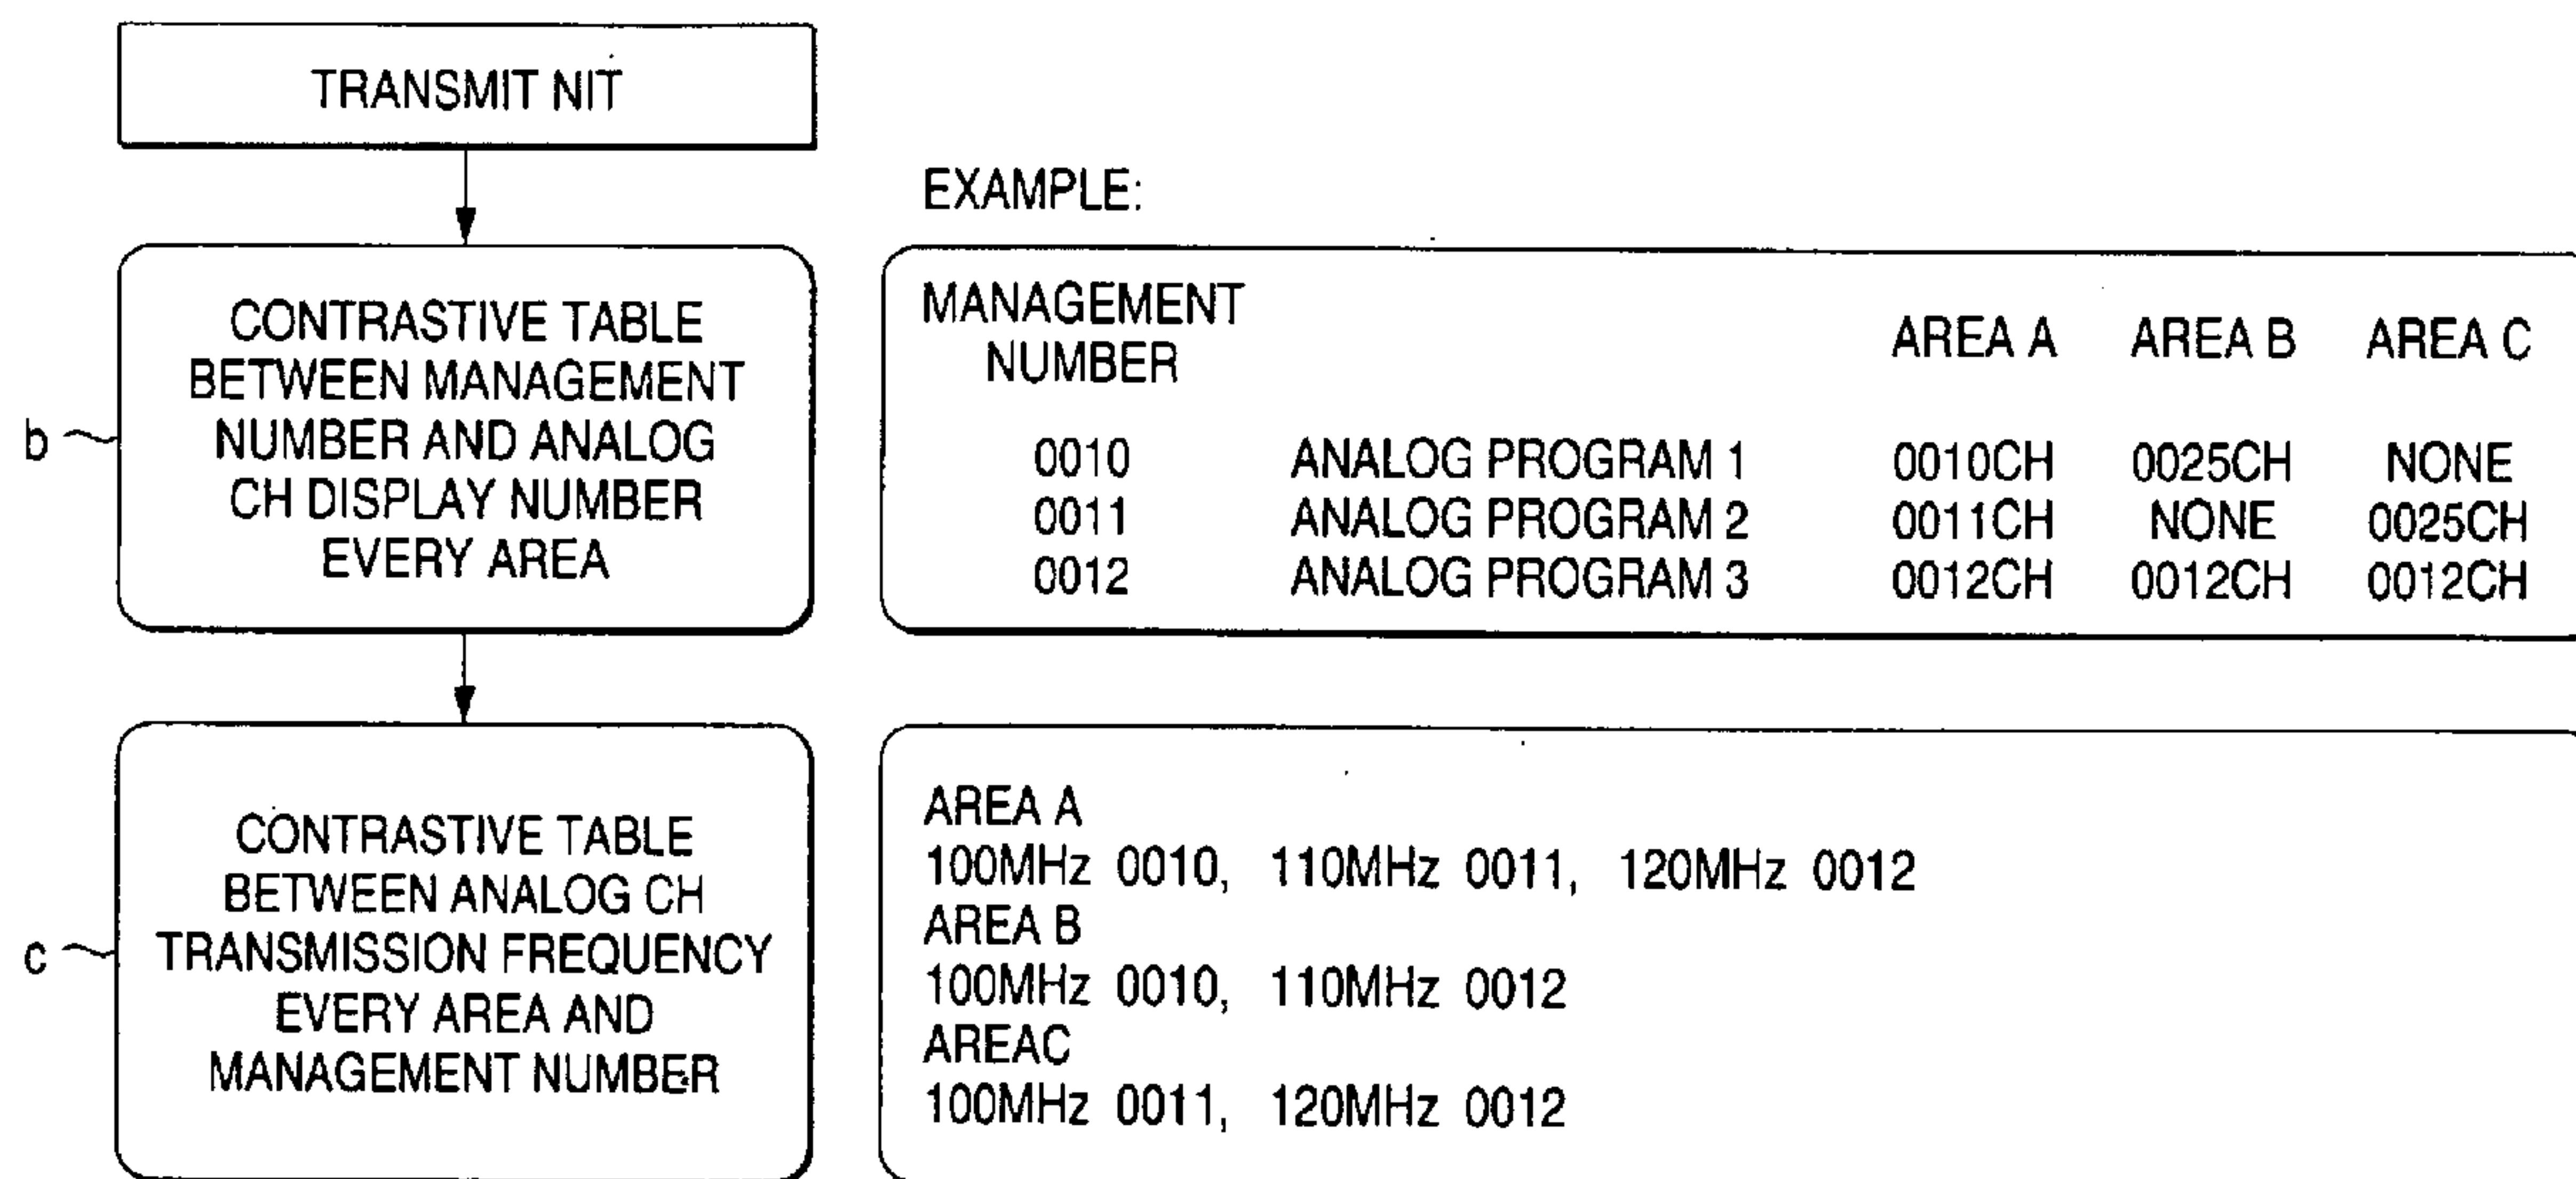 TRANSMIT NIT
EXAMPLE:
b
CONTRASTIVE TABLE
BETWEEN MANAGEMENT
NUMBER AND ANALOG
CH DISPLAY NUMBER
EVERY AREA
MANAGEMENT
NUMBER
AREA A AREA B AREA C
0010 ANALOG PROGRAM 1 0010CH 0025CH NONE
0011 ANALOG PROGRAM 2 0011CH NONE 0025CH
0012 ANALOG PROGRAM 3 0012CH 0012CH 0012CH
c
CONTRASTIVE TABLE
BETWEEN ANALOG CH
TRANSMISSION FREQUENCY
EVERY AREA AND
MANAGEMENT NUMBER
AREA A
100MHz 0010, 110MHz 0011, 120MHz 0012
AREA B
100MHz 0010, 110MHz 0012
AREAC
100MHz 0011, 120MHz 0012